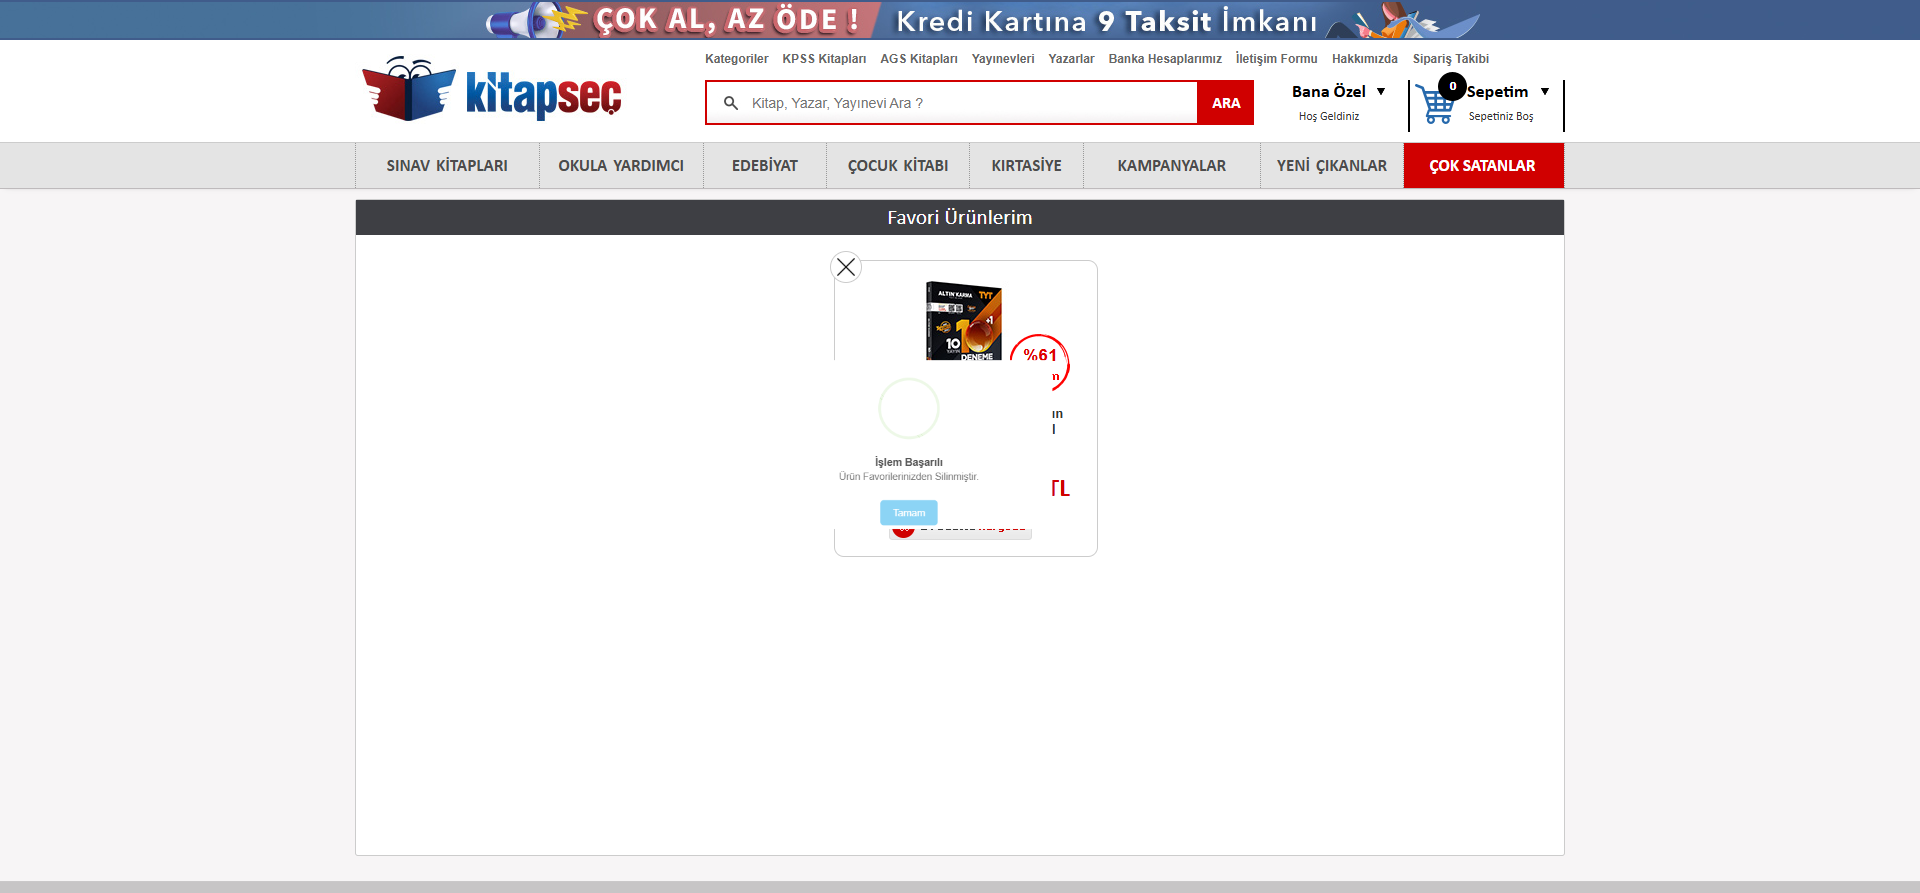 ÇOK AL, AZ ÖDE !
Kredi Kartına 9 Taksit İmkanı
Kategoriler KPSS Kitapları AGS Kitapları Yayınevleri Yazarlar Banka Hesaplarımız İletişim Formu Hakkımızda Sipariş Takibi
kitapseç
Kitap, Yazar, Yayınevi Ara ?
ARA
Bana Özel ▼
Hoş Geldiniz
0
Sepetim ▼
Sepetiniz Boş
SINAV KİTAPLARI
OKULA YARDIMCI
EDEBİYAT
ÇOCUK KİTABI
KIRTASİYE
KAMPANYALAR
YENİ ÇIKANLAR
ÇOK SATANLAR
Favori Ürünlerim
ALTIN KARMA
TYT
10
+1
10
DENEME
%61
TL
İşlem Başarılı
Ürün Favorilerinizden Silinmiştir.
Tamam